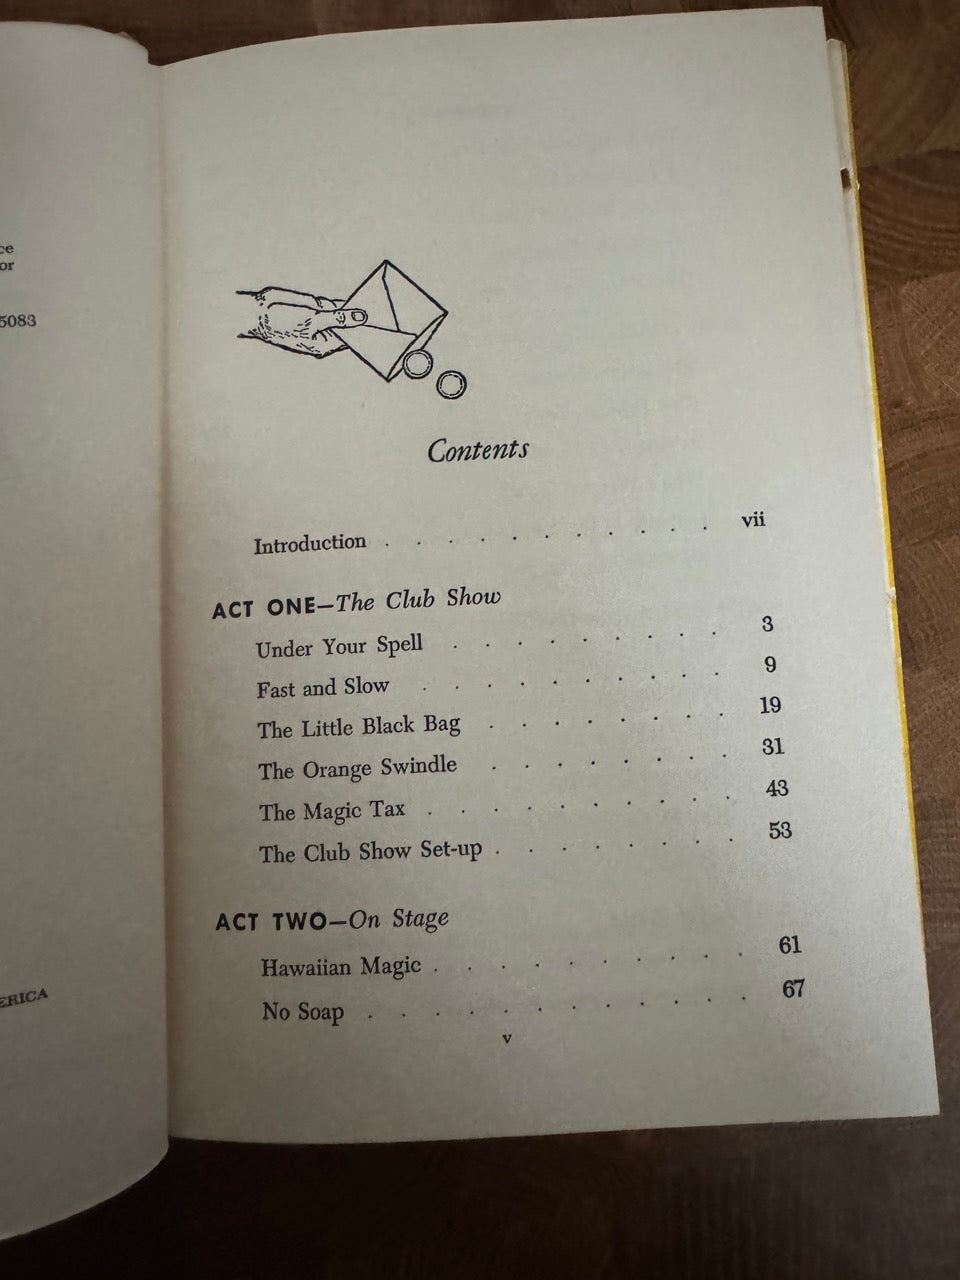 ce
or
5083
ERICA
Contents
Introduction . . . . . . . . . . . vii
ACT ONE—The Club Show
Under Your Spell . . . . . . . . . 3
Fast and Slow . . . . . . . . . . 9
The Little Black Bag . . . . . . . . 19
The Orange Swindle . . . . . . . . 31
The Magic Tax . . . . . . . . . . 43
The Club Show Set-up . . . . . . . . 53
ACT TWO—On Stage
Hawaiian Magic . . . . . . . . . . 61
No Soap . . . . . . . . . . . . 67
v